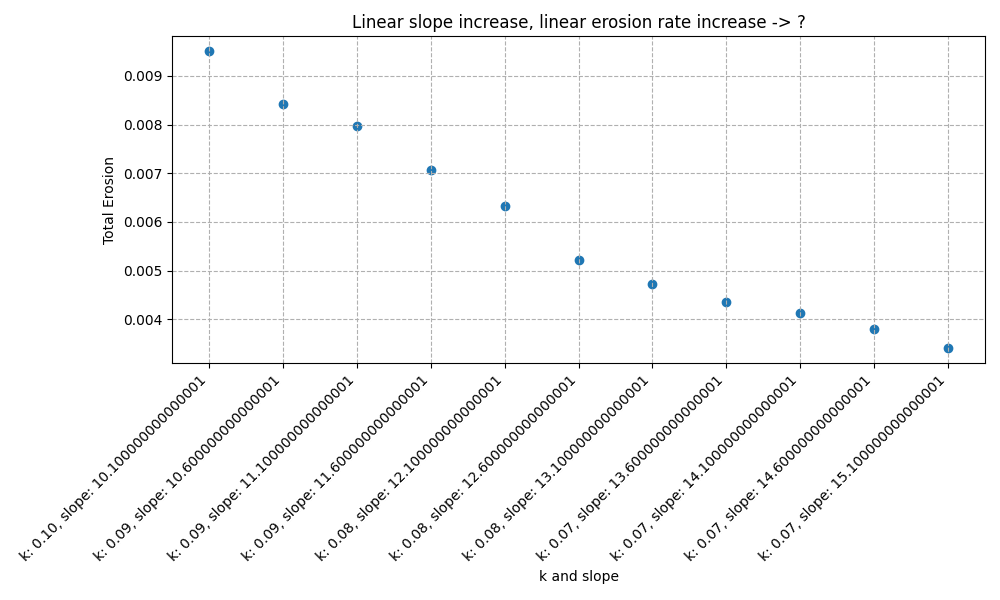 Linear slope increase, linear erosion rate increase -> ?
Total Erosion
0.009
0.008
0.007
0.006
0.005
0.004
k: 0.10, slope: 10.100000000000001
k: 0.09, slope: 10.600000000000001
k: 0.09, slope: 11.100000000000001
k: 0.09, slope: 11.600000000000001
k: 0.08, slope: 12.100000000000001
k: 0.08, slope: 12.600000000000001
k: 0.08, slope: 13.100000000000001
k: 0.07, slope: 13.600000000000001
k: 0.07, slope: 14.100000000000001
k: 0.07, slope: 14.600000000000001
k: 0.07, slope: 15.100000000000001
k and slope